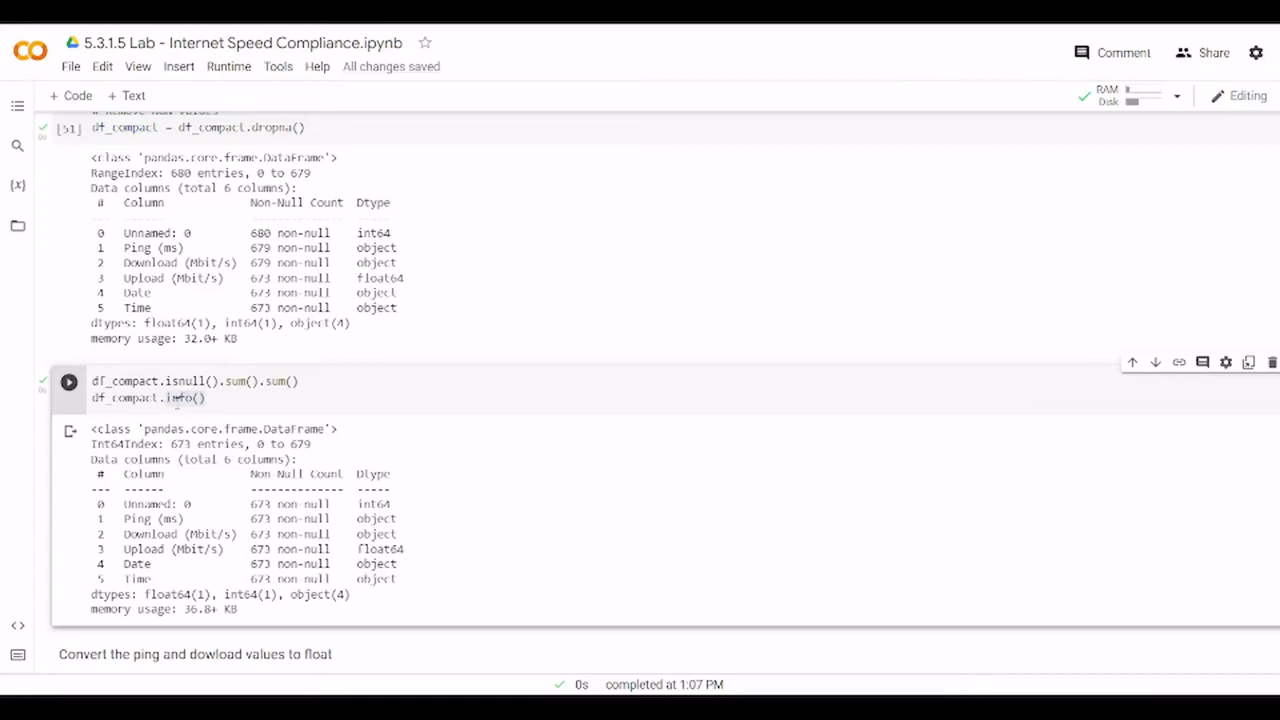 5.3.1.5 Lab - Internet Speed Compliance.ipynb
Comment Share
File Edit View Insert Runtime Tools Help All changes saved
+ Code + Text
RAM
Disk
Editing
[51] df_compact = df_compact.dropna()
0s
<class 'pandas.core.frame.DataFrame'>
RangeIndex: 680 entries, 0 to 679
Data columns (total 6 columns):
# Column Non-Null Count Dtype
--- ------ -------------- -----
0 Unnamed: 0 680 non-null int64
1 Ping (ms) 679 non-null object
2 Download (Mbit/s) 679 non-null object
3 Upload (Mbit/s) 673 non-null float64
4 Date 673 non-null object
5 Time 673 non-null object
dtypes: float64(1), int64(1), object(4)
memory usage: 32.0+ KB
df_compact.isnull().sum().sum()
0s
df_compact.info()
<class 'pandas.core.frame.DataFrame'>
Int64Index: 673 entries, 0 to 679
Data columns (total 6 columns):
# Column Non-Null Count Dtype
--- ------ -------------- -----
0 Unnamed: 0 673 non-null int64
1 Ping (ms) 673 non-null object
2 Download (Mbit/s) 673 non-null object
3 Upload (Mbit/s) 673 non-null float64
4 Date 673 non-null object
5 Time 673 non-null object
dtypes: float64(1), int64(1), object(4)
memory usage: 36.8+ KB
Convert the ping and dowload values to float
0s completed at 1:07 PM